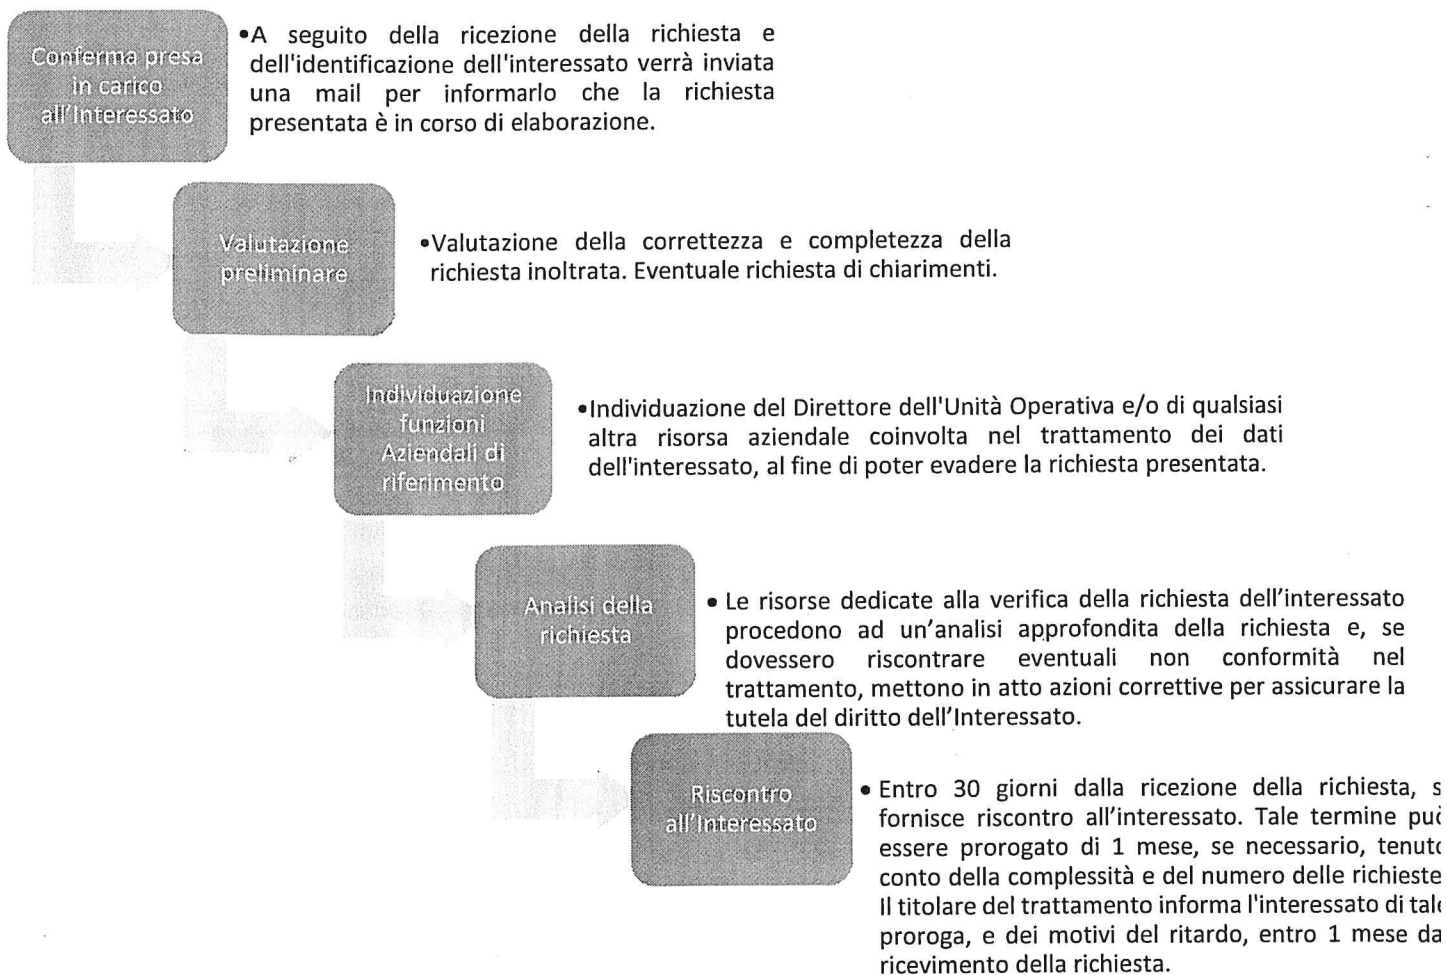 Conferma presa
in carico
all'Interessato
•A seguito della ricezione della richiesta e
dell'identificazione dell'interessato verrà inviata
una mail per informarlo che la richiesta
presentata è in corso di elaborazione.
Valutazione
preliminare
•Valutazione della correttezza e completezza della
richiesta inoltrata. Eventuale richiesta di chiarimenti.
Individuazione
funzioni
Aziendali di
riferimento
•Individuazione del Direttore dell'Unità Operativa e/o di qualsiasi
altra risorsa aziendale coinvolta nel trattamento dei dati
dell'interessato, al fine di poter evadere la richiesta presentata.
Analisi della
richiesta
• Le risorse dedicate alla verifica della richiesta dell'interessato
procedono ad un'analisi approfondita della richiesta e, se
dovessero riscontrare eventuali non conformità nel
trattamento, mettono in atto azioni correttive per assicurare la
tutela del diritto dell'Interessato.
Riscontro
all'Interessato
• Entro 30 giorni dalla ricezione della richiesta, s
fornisce riscontro all'interessato. Tale termine può
essere prorogato di 1 mese, se necessario, tenuto
conto della complessità e del numero delle richieste
Il titolare del trattamento informa l'interessato di tale
proroga, e dei motivi del ritardo, entro 1 mese da
ricevimento della richiesta.